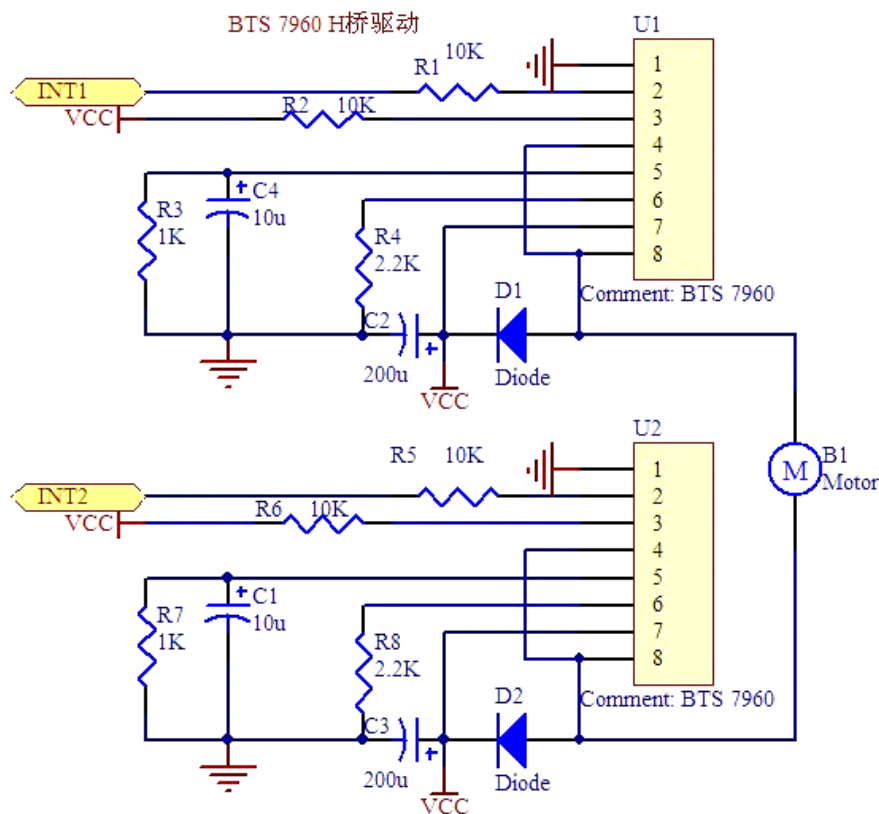 BTS 7960 H桥驱动
U1
R1
10K
1
INT1
2
R2
10K
VCC
3
4
5
C4
10u
R3
1K
6
R4
2.2K
7
8
D1
Comment: BTS 7960
C2
+
200u
Diode
VCC
U2
R5
10K
1
B1
Motor
M
INT2
2
R6
10K
VCC
3
4
5
+
C1
10u
R7
1K
6
R8
2.2K
7
8
D2
Comment: BTS 7960
C3
+
200u
Diode
VCC
+